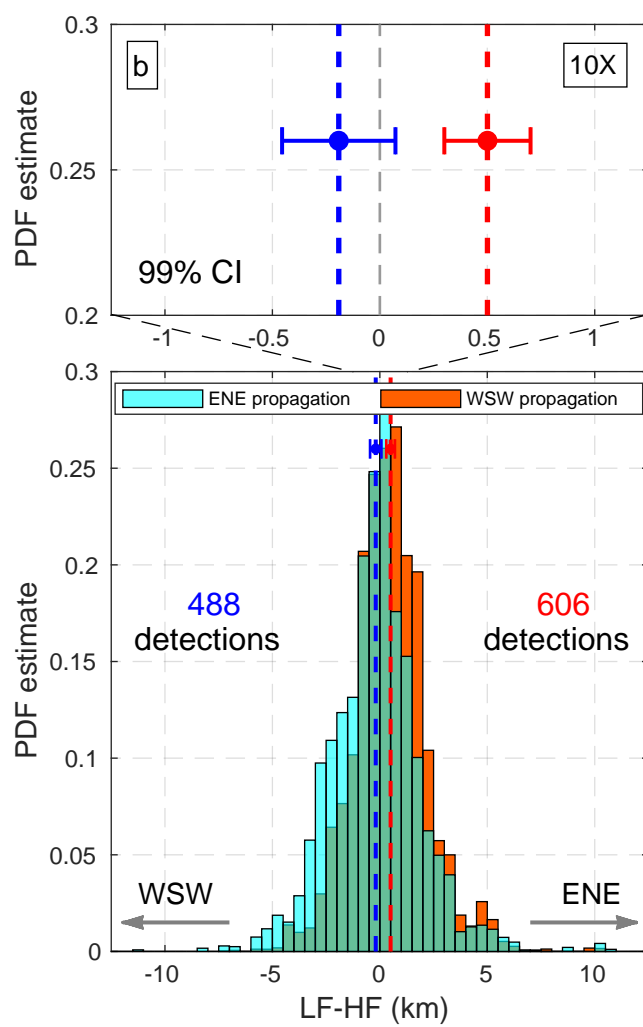 0.3
b
10X
PDF estimate
0.25
99% CI
0.2
-1
-0.5
0
0.5
1
0.3
ENE propagation
WSW propagation
0.25
0.2
488
606
detections
detections
PDF estimate
0.15
0.1
0.05
WSW
ENE
0
-10
-5
0
5
10
LF-HF (km)